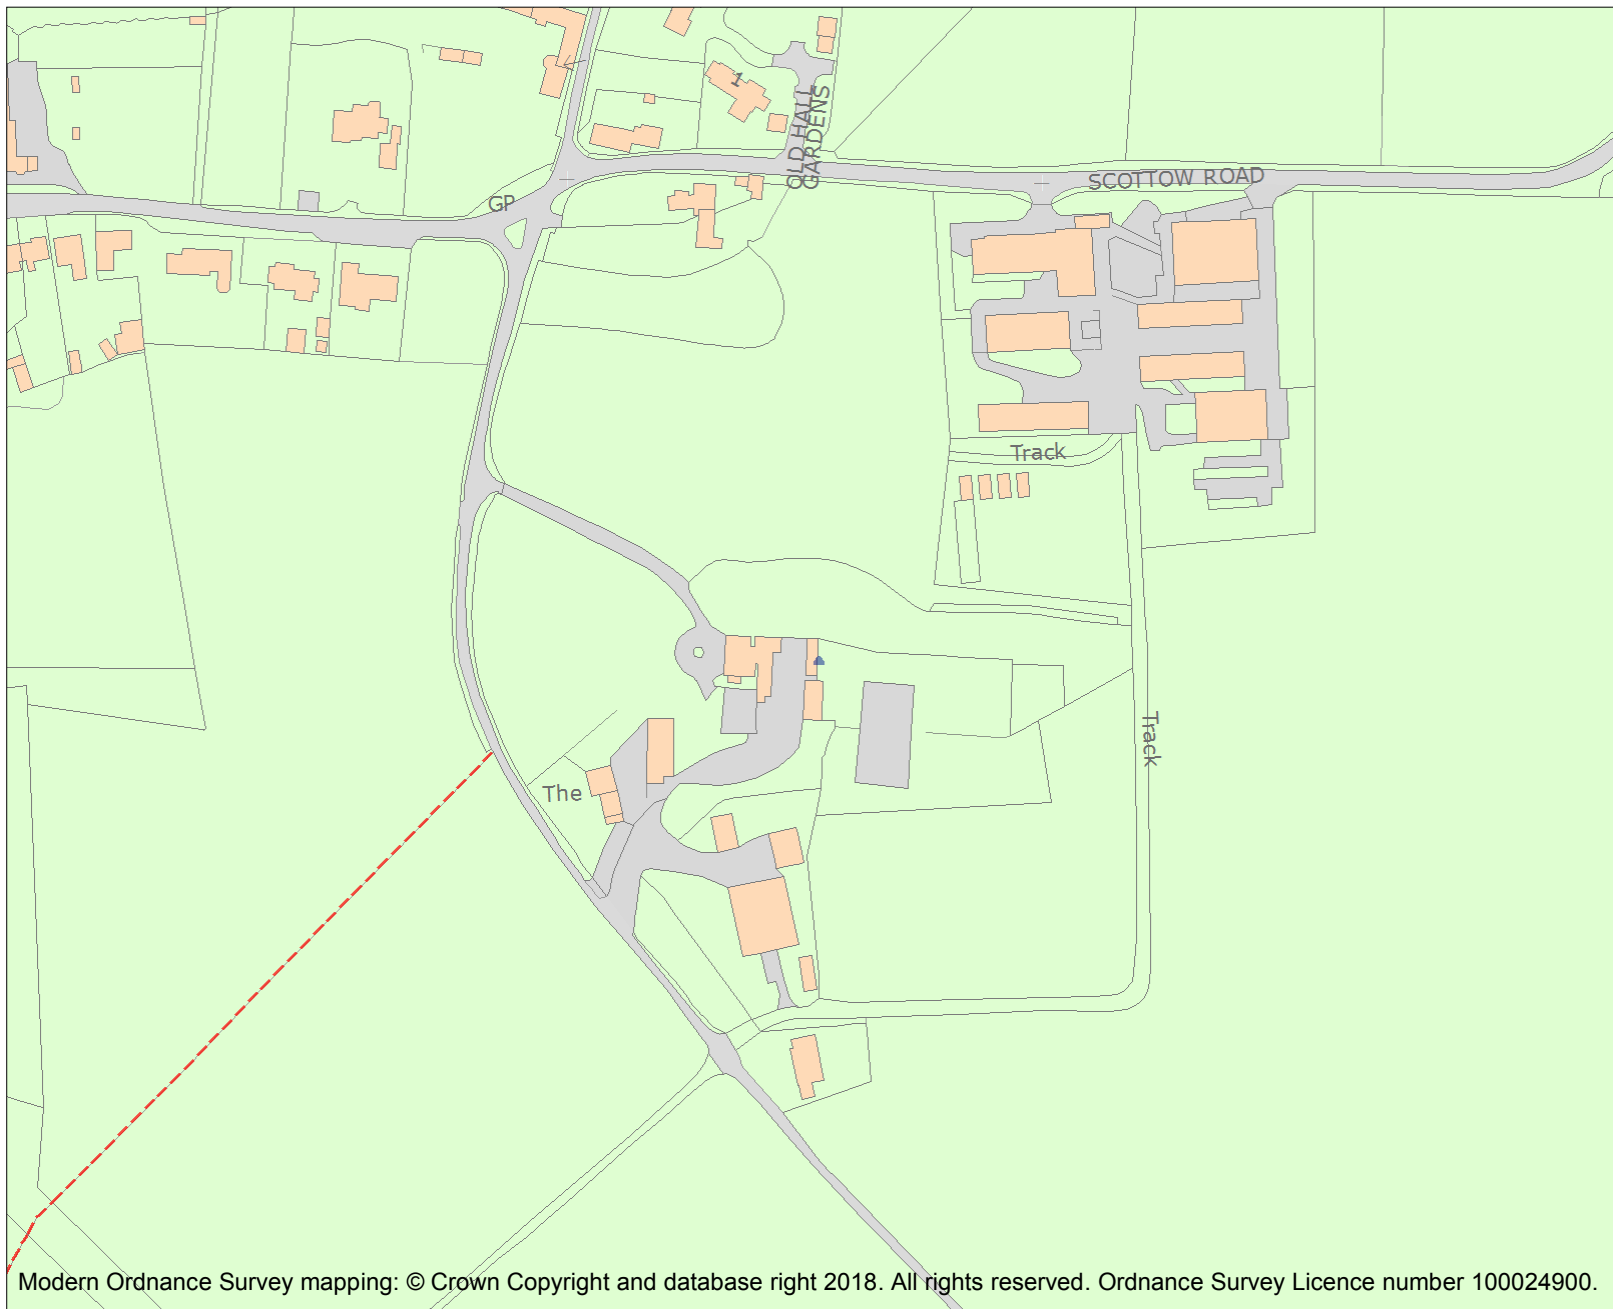 1
OLD HALL
GARDENS
SCOTTOW ROAD
GP
Track
Track
The
Modern Ordnance Survey mapping: © Crown Copyright and database right 2018. All rights reserved. Ordnance Survey Licence number 100024900.